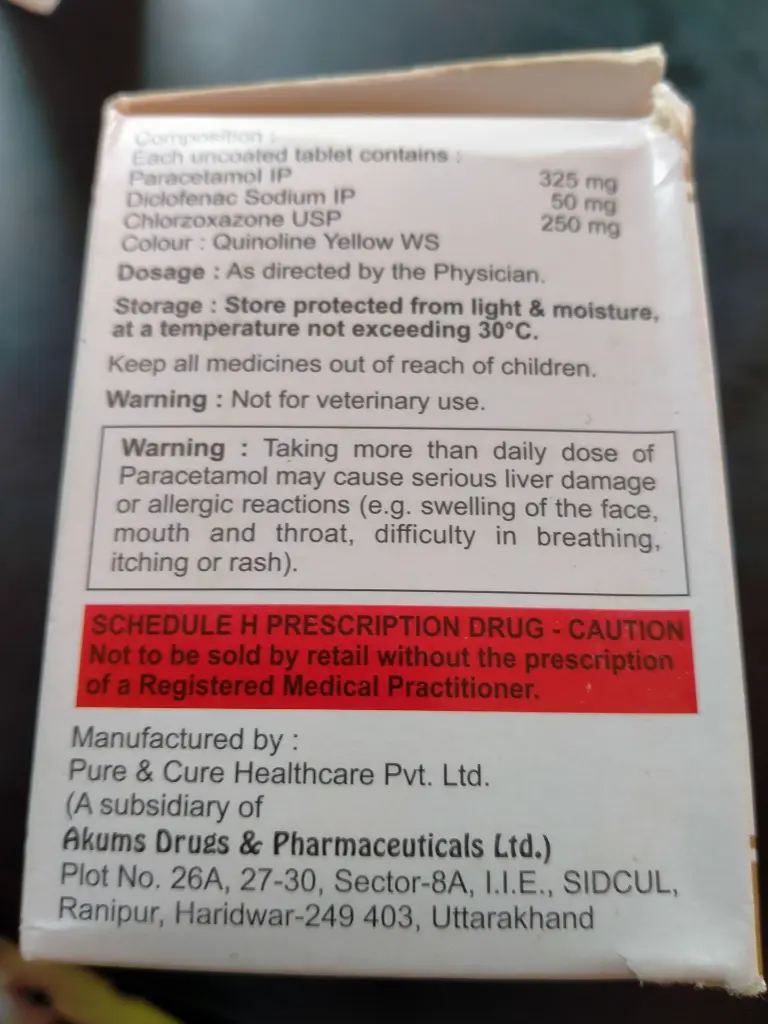 Composition :
Each uncoated tablet contains :
Paracetamol IP 325 mg
Diclofenac Sodium IP 50 mg
Chlorzoxazone USP 250 mg
Colour : Quinoline Yellow WS
Dosage : As directed by the Physician.
Storage : Store protected from light & moisture,
at a temperature not exceeding 30°C.
Keep all medicines out of reach of children.
Warning : Not for veterinary use.
Warning : Taking more than daily dose of
Paracetamol may cause serious liver damage
or allergic reactions (e.g. swelling of the face,
mouth and throat, difficulty in breathing,
itching or rash).
SCHEDULE H PRESCRIPTION DRUG - CAUTION
Not to be sold by retail without the prescription
of a Registered Medical Practitioner.
Manufactured by :
Pure & Cure Healthcare Pvt. Ltd.
(A subsidiary of
Akums Drugs & Pharmaceuticals Ltd.)
Plot No. 26A, 27-30, Sector-8A, I.I.E., SIDCUL,
Ranipur, Haridwar-249 403, Uttarakhand